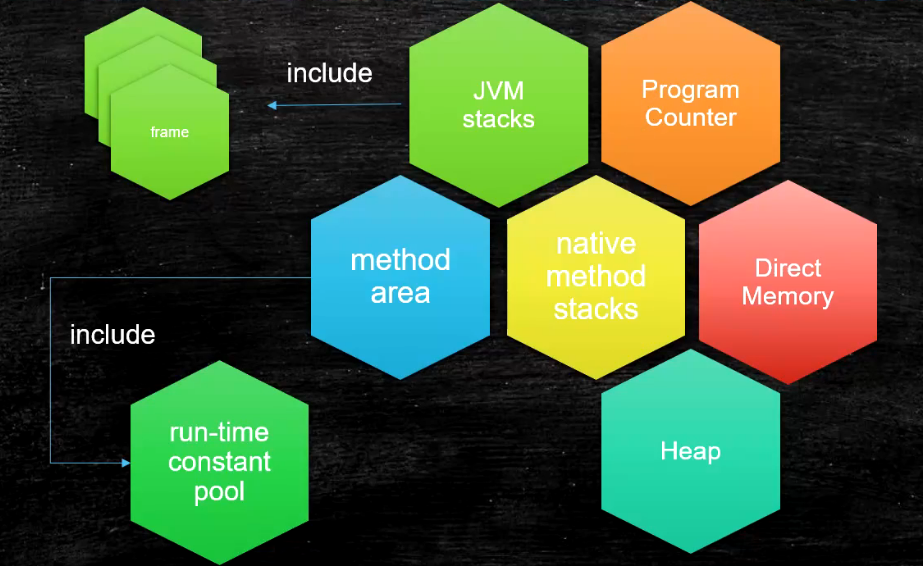 include
JVM
stacks
Program
Counter
frame
method
area
native
method
stacks
Direct
Memory
include
run-time
constant
pool
Heap